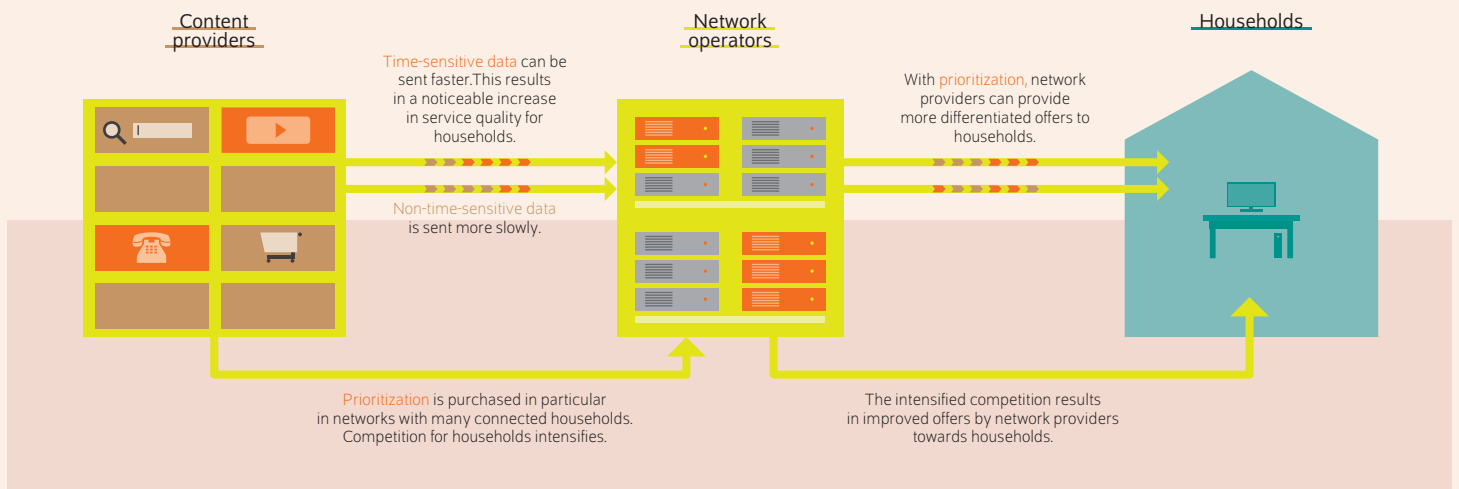 Content
providers
Network
operators
Households
Time-sensitive data can be
sent faster.This results
in a noticeable increase
in service quality for
households.
With prioritization, network
providers can provide
more differentiated offers to
households.
Non-time-sensitive data
is sent more slowly.
Prioritization is purchased in particular
in networks with many connected households.
Competition for households intensifies.
The intensified competition results
in improved offers by network providers
towards households.